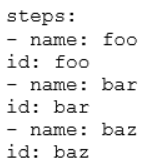 steps:
- name: foo
id: foo
- name: bar
id: bar
- name: baz
id: baz